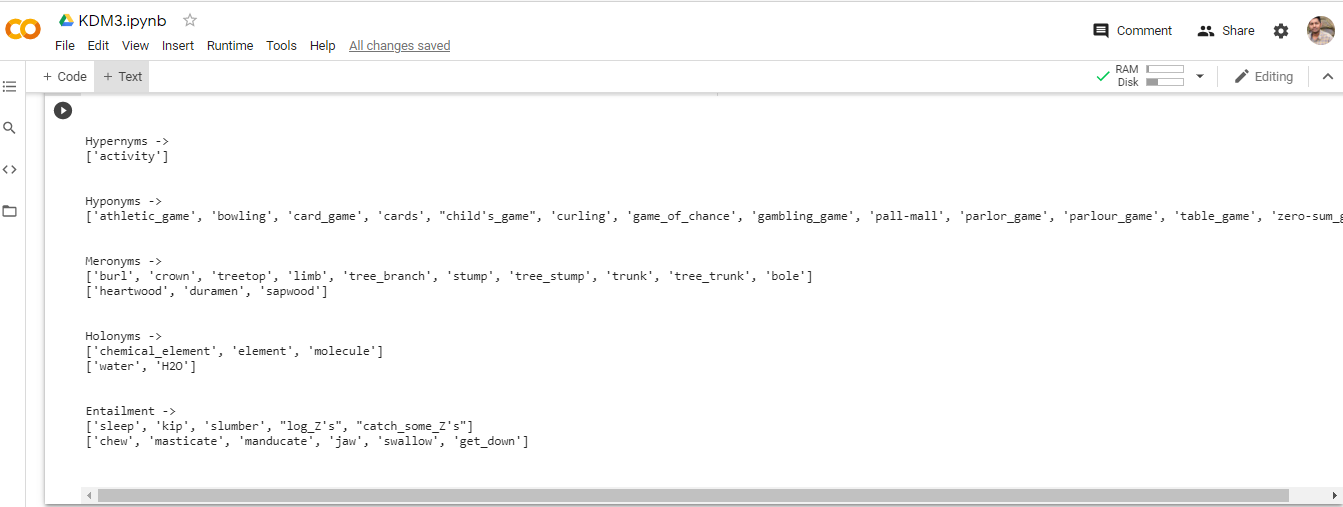 KDM3.ipynb
File Edit View Insert Runtime Tools Help All changes saved
Comment Share
+ Code + Text
RAM
Disk
Editing
Hypernyms ->
['activity']
Hyponyms ->
['athletic_game', 'bowling', 'card_game', 'cards', "child's_game", 'curling', 'game_of_chance', 'gambling_game', 'pall-mall', 'parlor_game', 'parlour_game', 'table_game', 'zero-sum_g
Meronyms ->
['burl', 'crown', 'treetop', 'limb', 'tree_branch', 'stump', 'tree_stump', 'trunk', 'tree_trunk', 'bole']
['heartwood', 'duramen', 'sapwood']
Holonyms ->
['chemical_element', 'element', 'molecule']
['water', 'H2O']
Entailment ->
['sleep', 'kip', 'slumber', "log_Z's", "catch_some_Z's"]
['chew', 'masticate', 'manducate', 'jaw', 'swallow', 'get_down']